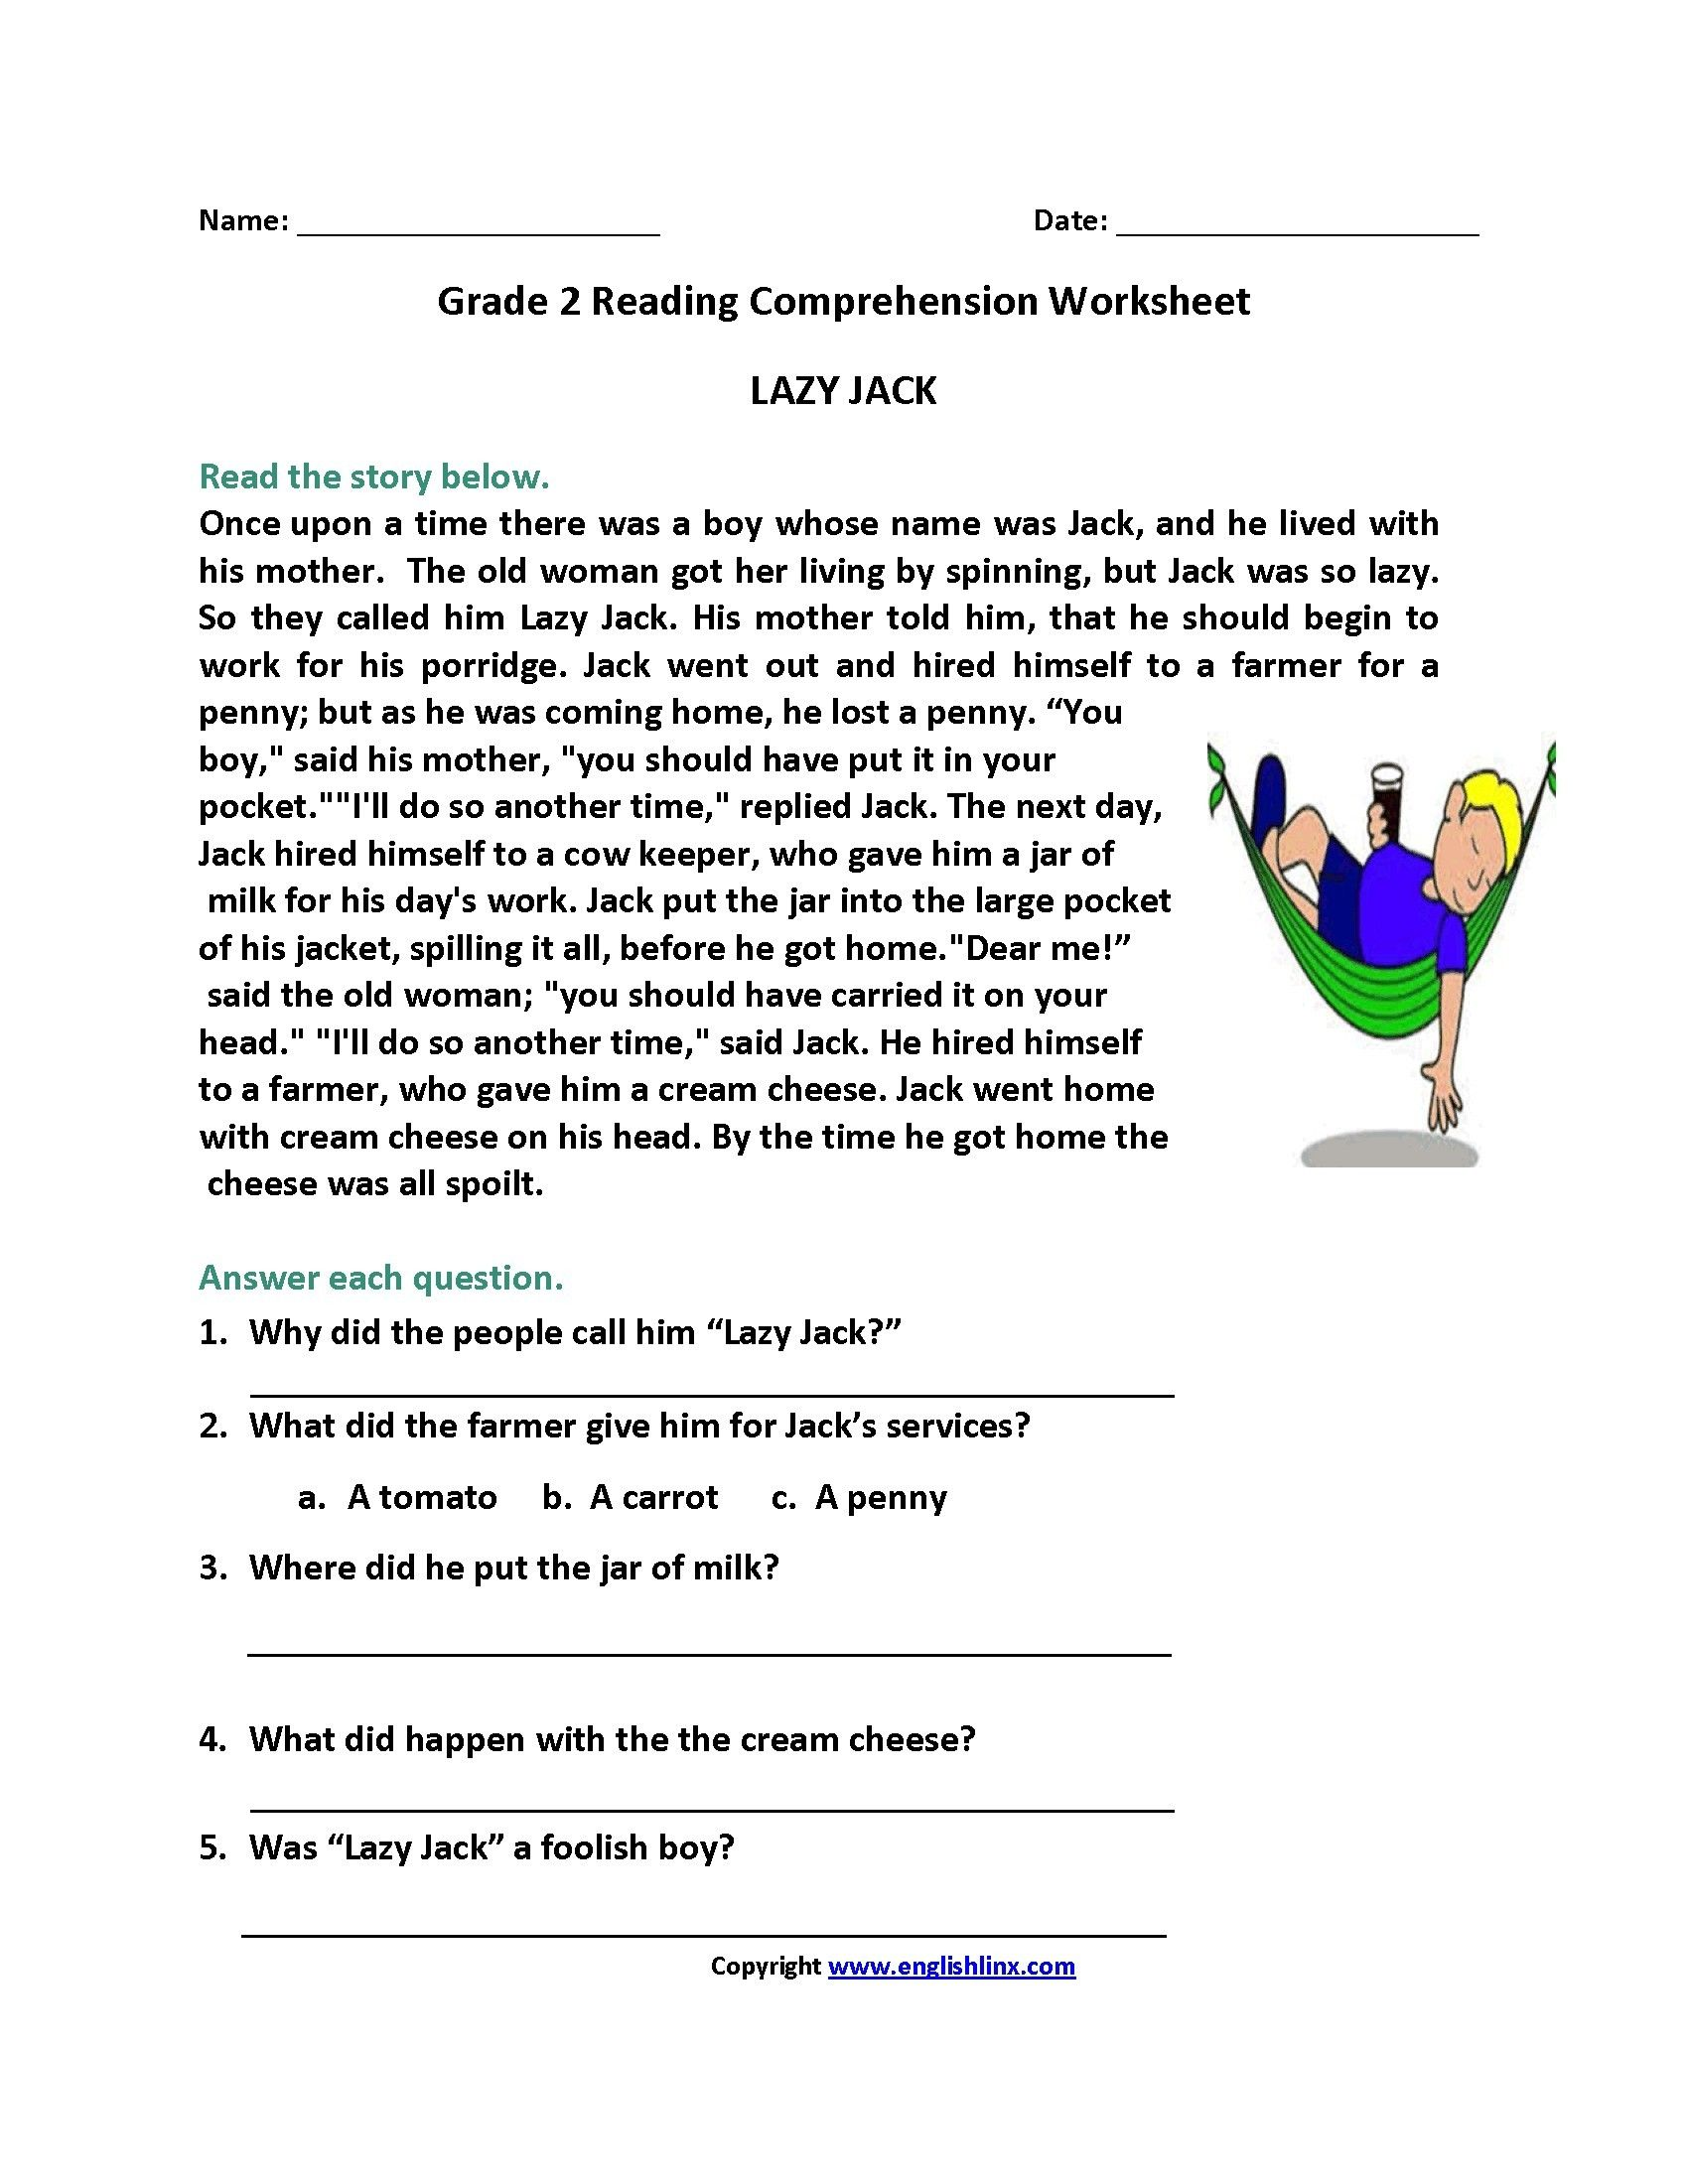 Name: ______________________ Date: ______________________
Grade 2 Reading Comprehension Worksheet
LAZY JACK
Read the story below.
Once upon a time there was a boy whose name was Jack, and he lived with
his mother.  The old woman got her living by spinning, but Jack was so lazy.
So they called him Lazy Jack. His mother told him, that he should begin to
work for his porridge. Jack went out and hired himself to a farmer for a
penny; but as he was coming home, he lost a penny. “You
boy," said his mother, "you should have put it in your
pocket.""I'll do so another time," replied Jack. The next day,
Jack hired himself to a cow keeper, who gave him a jar of
milk for his day's work. Jack put the jar into the large pocket
of his jacket, spilling it all, before he got home."Dear me!”
said the old woman; "you should have carried it on your
head." "I'll do so another time," said Jack. He hired himself
to a farmer, who gave him a cream cheese. Jack went home
with cream cheese on his head. By the time he got home the
cheese was all spoilt.
Answer each question.
1. Why did the people call him “Lazy Jack?”
2. What did the farmer give him for Jack’s services?
a. A tomato b. A carrot c. A penny
3. Where did he put the jar of milk?
4. What did happen with the the cream cheese?
5. Was “Lazy Jack” a foolish boy?
Copyright www.englishlinx.com